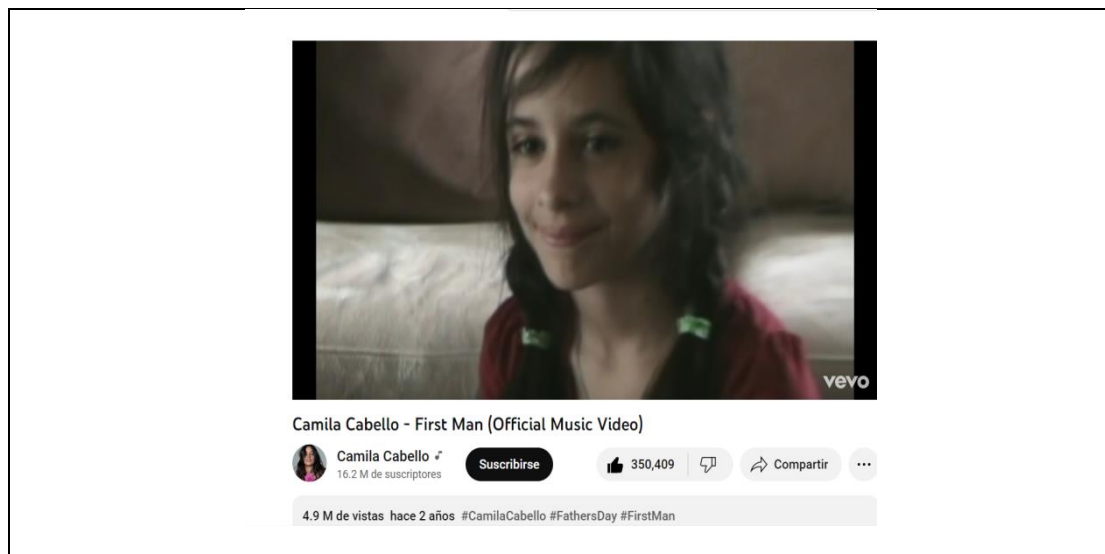 vevo
Camila Cabello - First Man (Official Music Video)
Camila Cabello
16.2 M de suscriptores
Suscribirse
350,409
Compartir
4.9 M de vistas hace 2 años #CamilaCabello #FathersDay #FirstMan